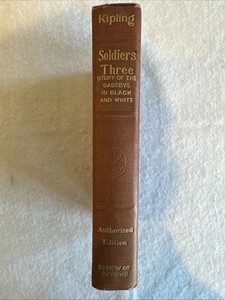 Kipling
Soldiers
Three
STORY OF THE
GADSBYS
IN BLACK
AND WHITE
Authorized
Edition
REVIEW OF
REVIEWS